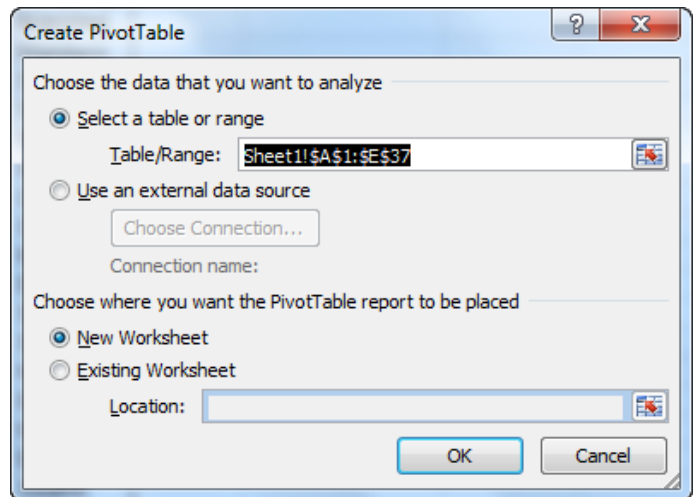 Create PivotTable
Choose the data that you want to analyze
Select a table or range
Table/Range: Sheet1!$A$1:$E$37
Use an external data source
Choose Connection...
Connection name:
Choose where you want the PivotTable report to be placed
New Worksheet
Existing Worksheet
Location:
OK Cancel